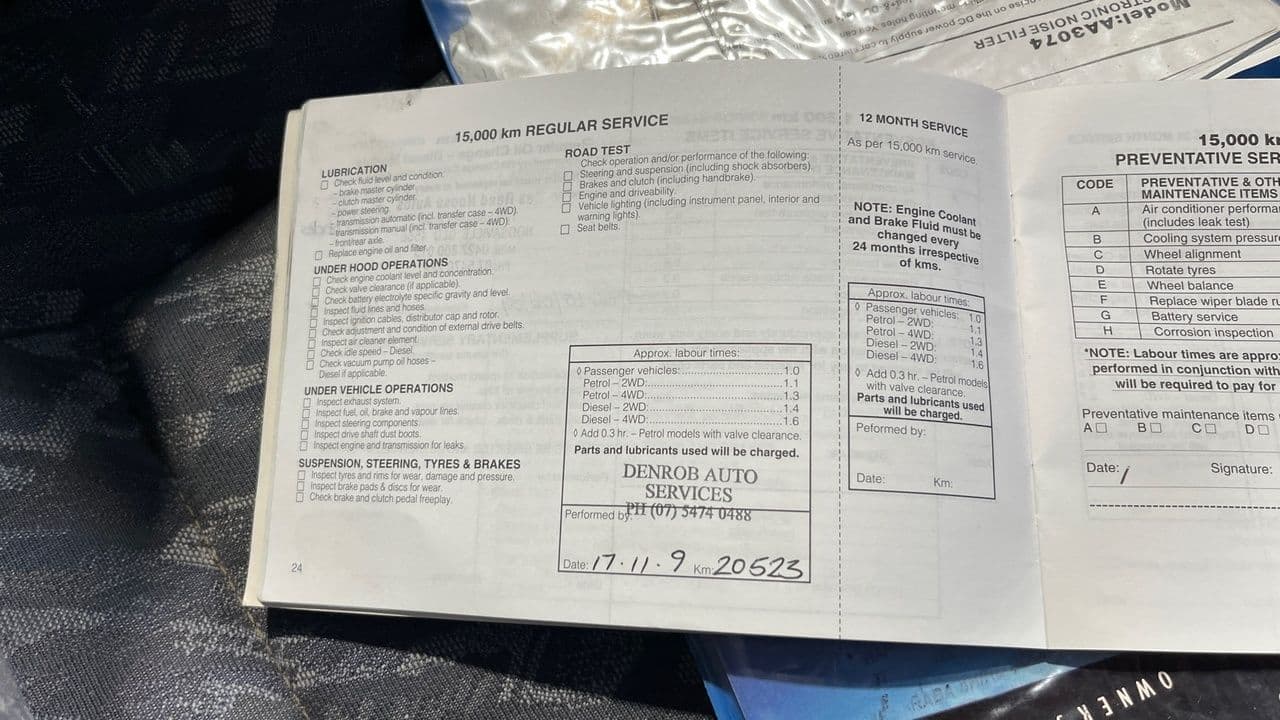 Model:AA3074
TRONIC NOISE FILTER
15,000 km REGULAR SERVICE
LUBRICATION
Check fluid level and condition:
– brake master cylinder
– clutch master cylinder
– power steering
– transmission automatic (incl. transfer case – 4WD).
– transmission manual (incl. transfer case – 4WD).
– front/rear axle.
Replace engine oil and filter
UNDER HOOD OPERATIONS
Check engine coolant level and concentration.
Check valve clearance (if applicable).
Check battery electrolyte specific gravity and level.
Inspect fluid lines and hoses.
Inspect ignition cables, distributor cap and rotor.
Check adjustment and condition of external drive belts.
Inspect air cleaner element.
Check idle speed – Diesel.
Check vacuum pump oil hoses –
Diesel if applicable.
UNDER VEHICLE OPERATIONS
Inspect exhaust system.
Inspect fuel, oil, brake and vapour lines.
Inspect steering components.
Inspect drive shaft dust boots.
Inspect engine and transmission for leaks.
SUSPENSION, STEERING, TYRES & BRAKES
Inspect tyres and rims for wear, damage and pressure.
Inspect brake pads & discs for wear.
Check brake and clutch pedal freeplay.
24
ROAD TEST
Check operation and/or performance of the following:
Steering and suspension (including shock absorbers).
Brakes and clutch (including handbrake).
Engine and driveability.
Vehicle lighting (including instrument panel, interior and
warning lights).
Seat belts.
Approx. labour times:
◊ Passenger vehicles:..........................1.0
Petrol – 2WD:..................................1.1
Petrol – 4WD:..................................1.3
Diesel – 2WD:..................................1.4
Diesel – 4WD:..................................1.6
◊ Add 0.3 hr. – Petrol models with valve clearance.
Parts and lubricants used will be charged.
DENROB AUTO
SERVICES
PH (07) 5474 0488
Performed by:
Date: 17.11.9 Km: 20523
12 MONTH SERVICE
As per 15,000 km service.
NOTE: Engine Coolant
and Brake Fluid must be
changed every
24 months irrespective
of kms.
Approx. labour times:
◊ Passenger vehicles: 1.0
Petrol – 2WD: 1.1
Petrol – 4WD: 1.3
Diesel – 2WD: 1.4
Diesel – 4WD: 1.6
◊ Add 0.3 hr. – Petrol models
with valve clearance.
Parts and lubricants used
will be charged.
Peformed by:
Date: Km:
15,000 k
PREVENTATIVE SER
CODE PREVENTATIVE & OTH
MAINTENANCE ITEMS
A Air conditioner performa
(includes leak test)
B Cooling system pressur
C Wheel alignment
D Rotate tyres
E Wheel balance
F Replace wiper blade ru
G Battery service
H Corrosion inspection
*NOTE: Labour times are appro
performed in conjunction with
will be required to pay for
Preventative maintenance items
A B C D
Date: / Signature:
OWNER'S